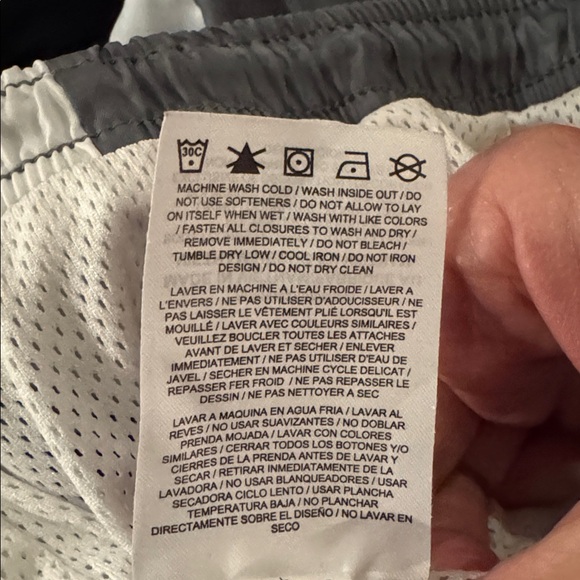 30C
MACHINE WASH COLD / WASH INSIDE OUT / DO
NOT USE SOFTENERS / DO NOT ALLOW TO LAY
ON ITSELF WHEN WET / WASH WITH LIKE COLORS
/ FASTEN ALL CLOSURES TO WASH AND DRY /
REMOVE IMMEDIATELY / DO NOT BLEACH /
TUMBLE DRY LOW / COOL IRON / DO NOT IRON
DESIGN / DO NOT DRY CLEAN
LAVER EN MACHINE A L'EAU FROIDE / LAVER A
L'ENVERS / NE PAS UTILISER D'ADOUCISSEUR / NE
PAS LAISSER LE VÊTEMENT PLIÉ LORSQU'IL EST
MOUILLÉ / LAVER AVEC COULEURS SIMILAIRES /
VEUILLEZ BOUCLER TOUTES LES ATTACHES
AVANT DE LAVER ET SECHER / ENLEVER
IMMEDIATEMENT / NE PAS UTILISER D'EAU DE
JAVEL / SÉCHER EN MACHINE CYCLE DELICAT /
REPASSER FER FROID / NE PAS REPASSER LE
DESSIN / NE PAS NETTOYER A SEC
LAVAR A MAQUINA EN AGUA FRIA / LAVAR AL
REVES / NO USAR SUAVIZANTES / NO DOBLAR
PRENDA MOJADA / LAVAR CON COLORES
SIMILARES / CERRAR TODOS LOS BOTONES Y/O
CIERRES DE LA PRENDA ANTES DE LAVAR Y
SECAR / RETIRAR INMEDIATAMENTE DE LA
LAVADORA / NO USAR BLANQUEADORES / USAR
SECADORA CICLO LENTO / USAR PLANCHA
TEMPERATURA BAJA / NO PLANCHAR
DIRECTAMENTE SOBRE EL DISEÑO / NO LAVAR EN
SECO